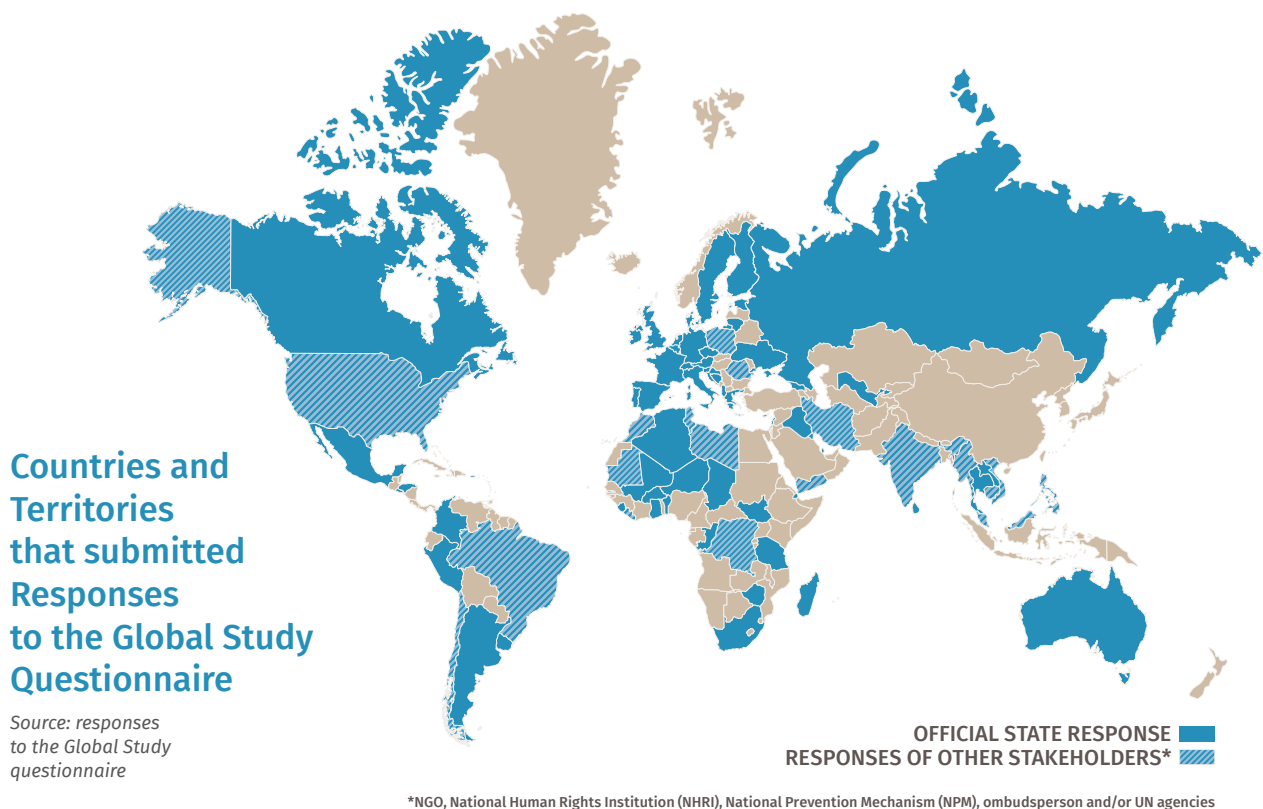 Countries and
Territories
that submitted
Responses
to the Global Study
Questionnaire
Source: responses
to the Global Study
questionnaire
OFFICIAL STATE RESPONSE
RESPONSES OF OTHER STAKEHOLDERS*
*NGO, National Human Rights Institution (NHRI), National Prevention Mechanism (NPM), ombudsperson and/or UN agencies